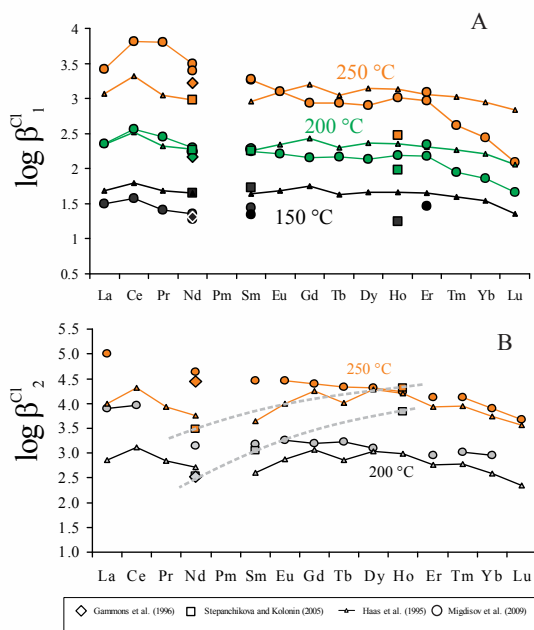 A
4
3.5
3
2.5
2
1.5
1
0.5
log β^Cl_1
250 °C
200 °C
150 °C
La Ce Pr Nd Pm Sm Eu Gd Tb Dy Ho Er Tm Yb Lu
B
5.5
5.0
4.5
4.0
3.5
3.0
2.5
2.0
1.5
1.0
log β^Cl_2
250 °C
200 °C
La Ce Pr Nd Pm Sm Eu Gd Tb Dy Ho Er Tm Yb Lu
Gammons et al. (1996) Stepanchikova and Kolonin (2005) Haas et al. (1995) Migdisov et al. (2009)